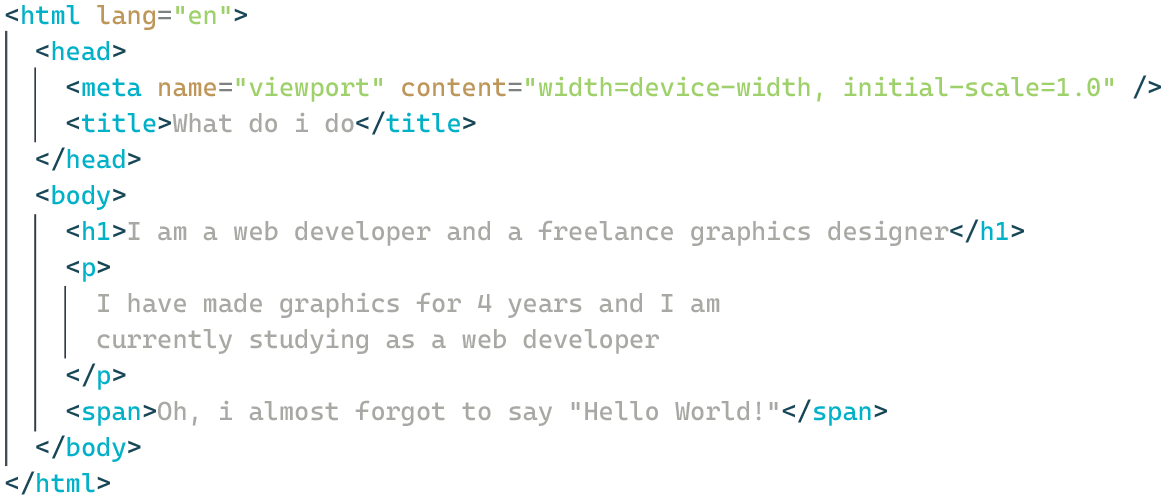 <html lang="en">
<head>
<meta name="viewport" content="width=device-width, initial-scale=1.0" />
<title>What do i do</title>
</head>
<body>
<h1>I am a web developer and a freelance graphics designer</h1>
<p>
I have made graphics for 4 years and I am
currently studying as a web developer
</p>
<span>Oh, i almost forgot to say "Hello World!"</span>
</body>
</html>